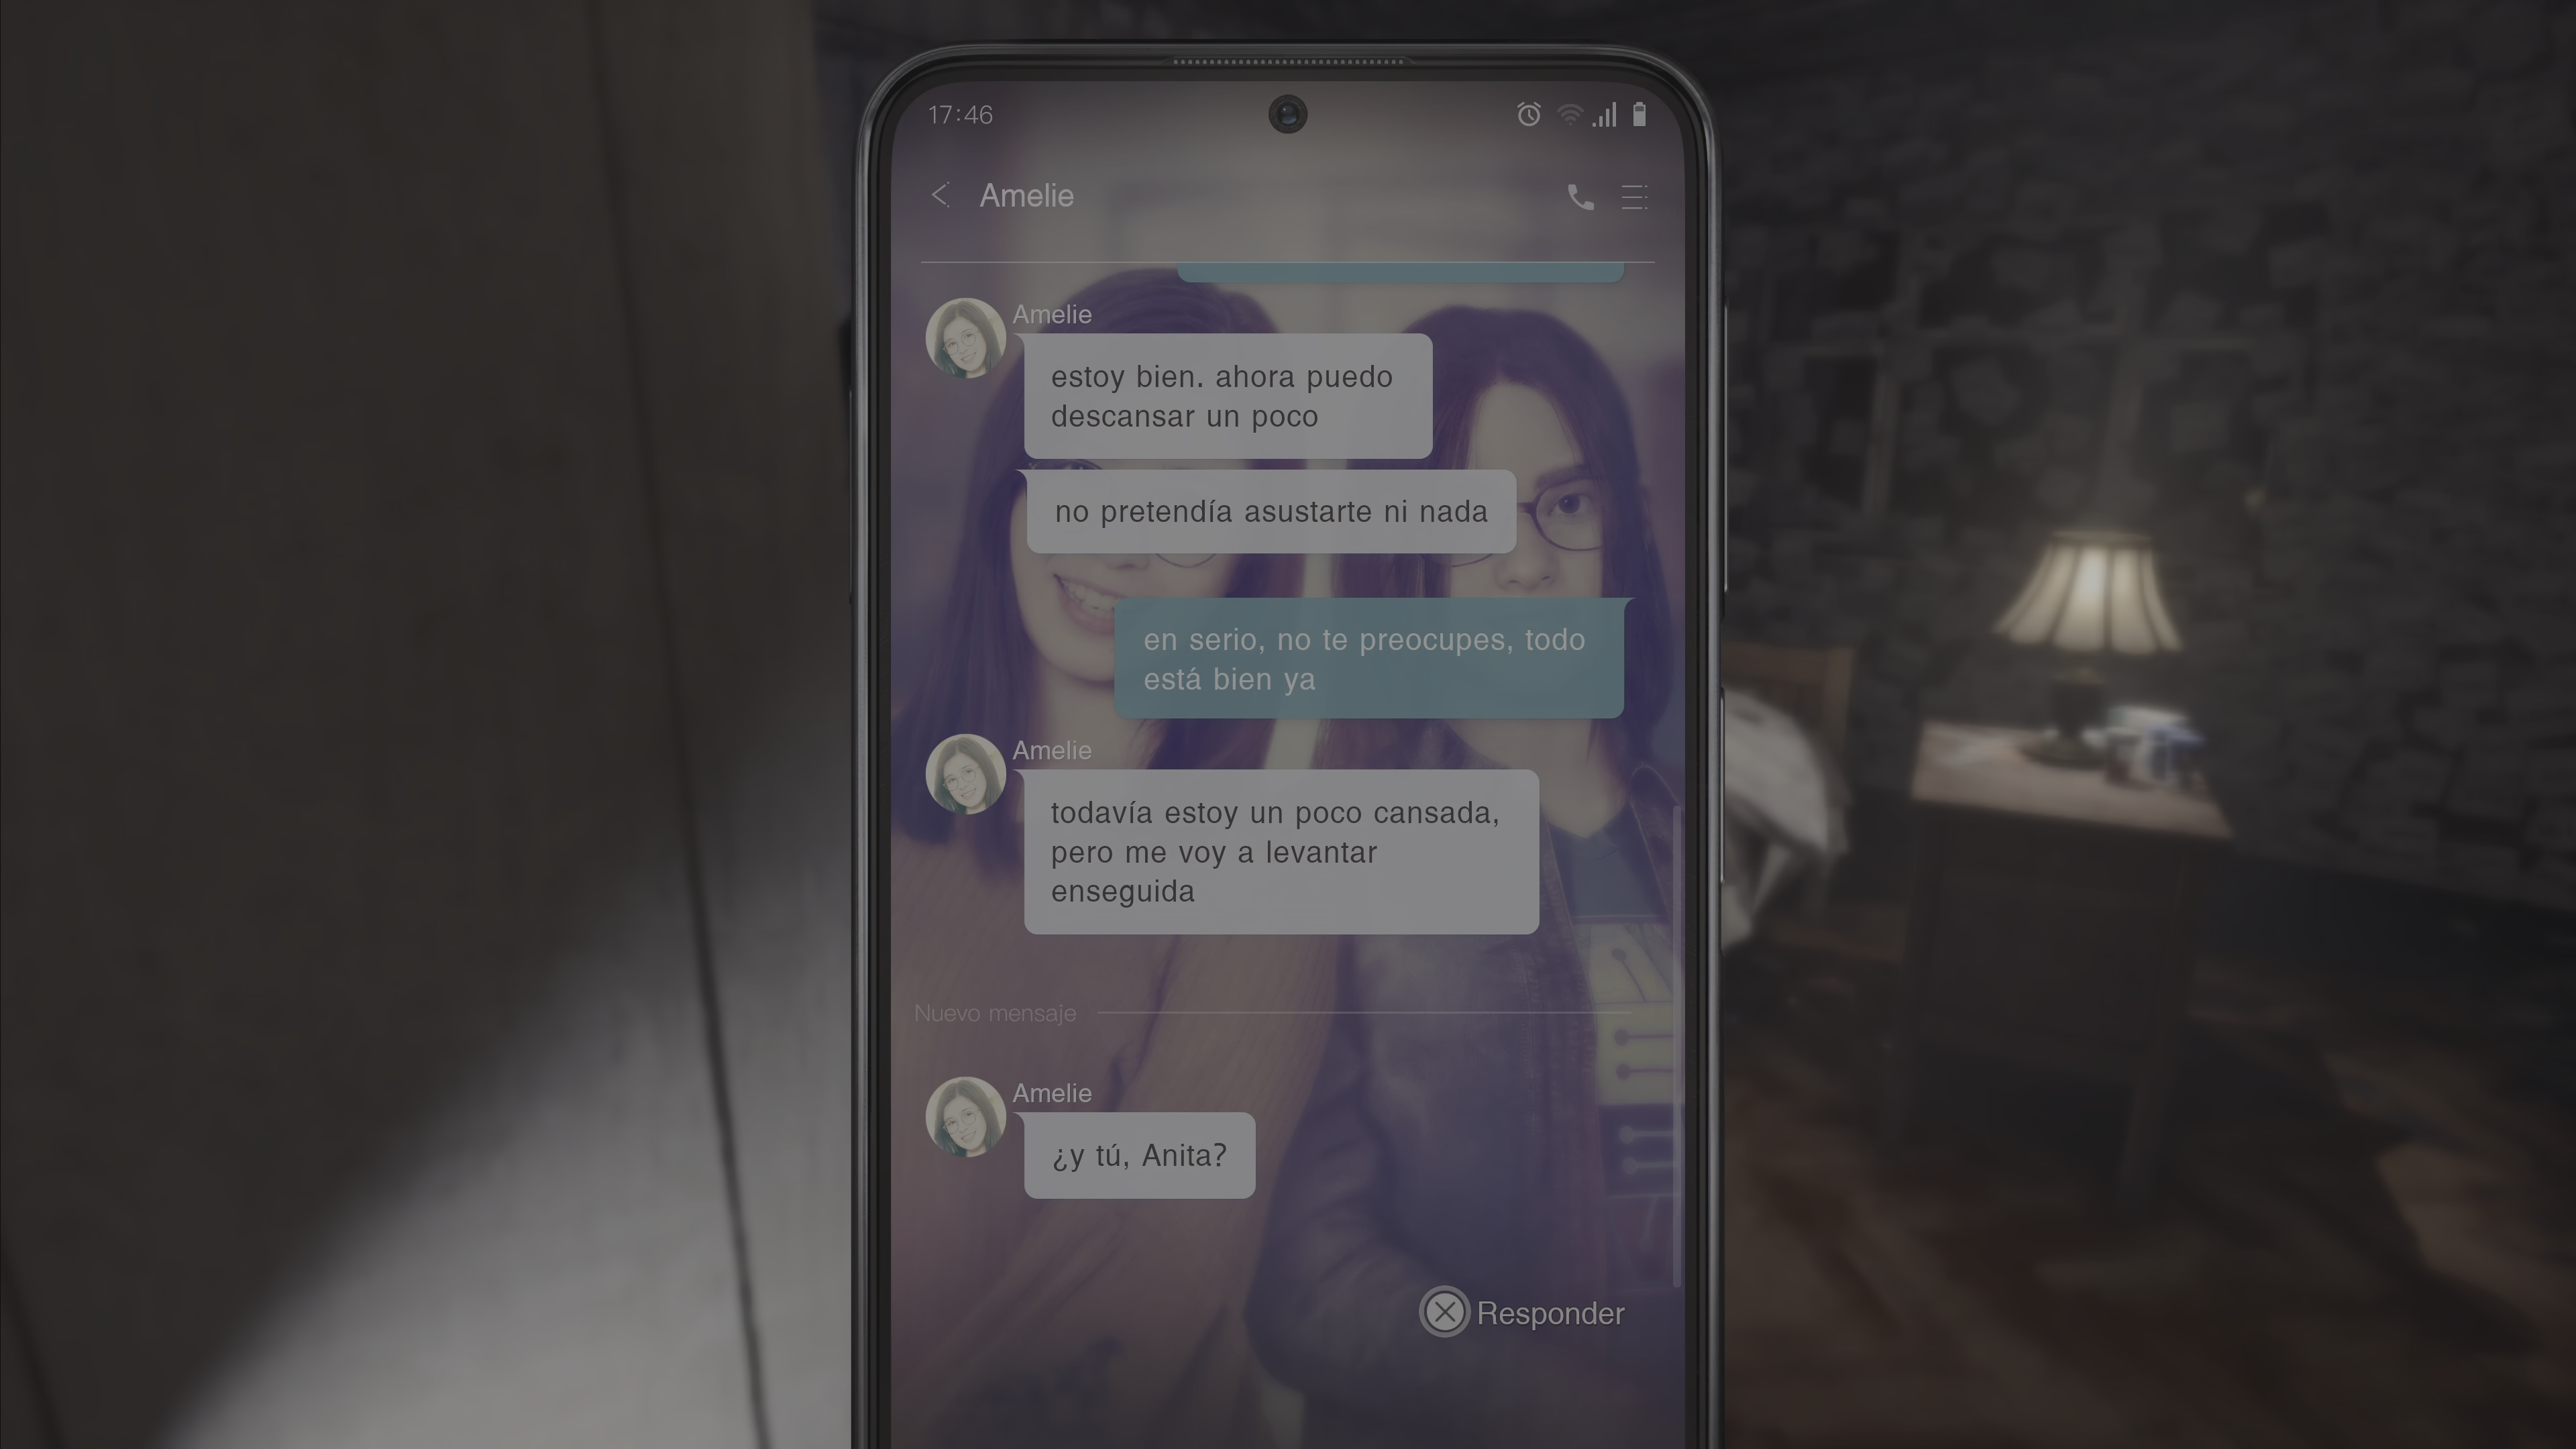 17:46
Amelie
Amelie
estoy bien. ahora puedo
descansar un poco
no pretendía asustarte ni nada
en serio, no te preocupes, todo
está bien ya
Amelie
todavía estoy un poco cansada,
pero me voy a levantar
enseguida
Nuevo mensaje
Amelie
¿y tú, Anita?
Responder